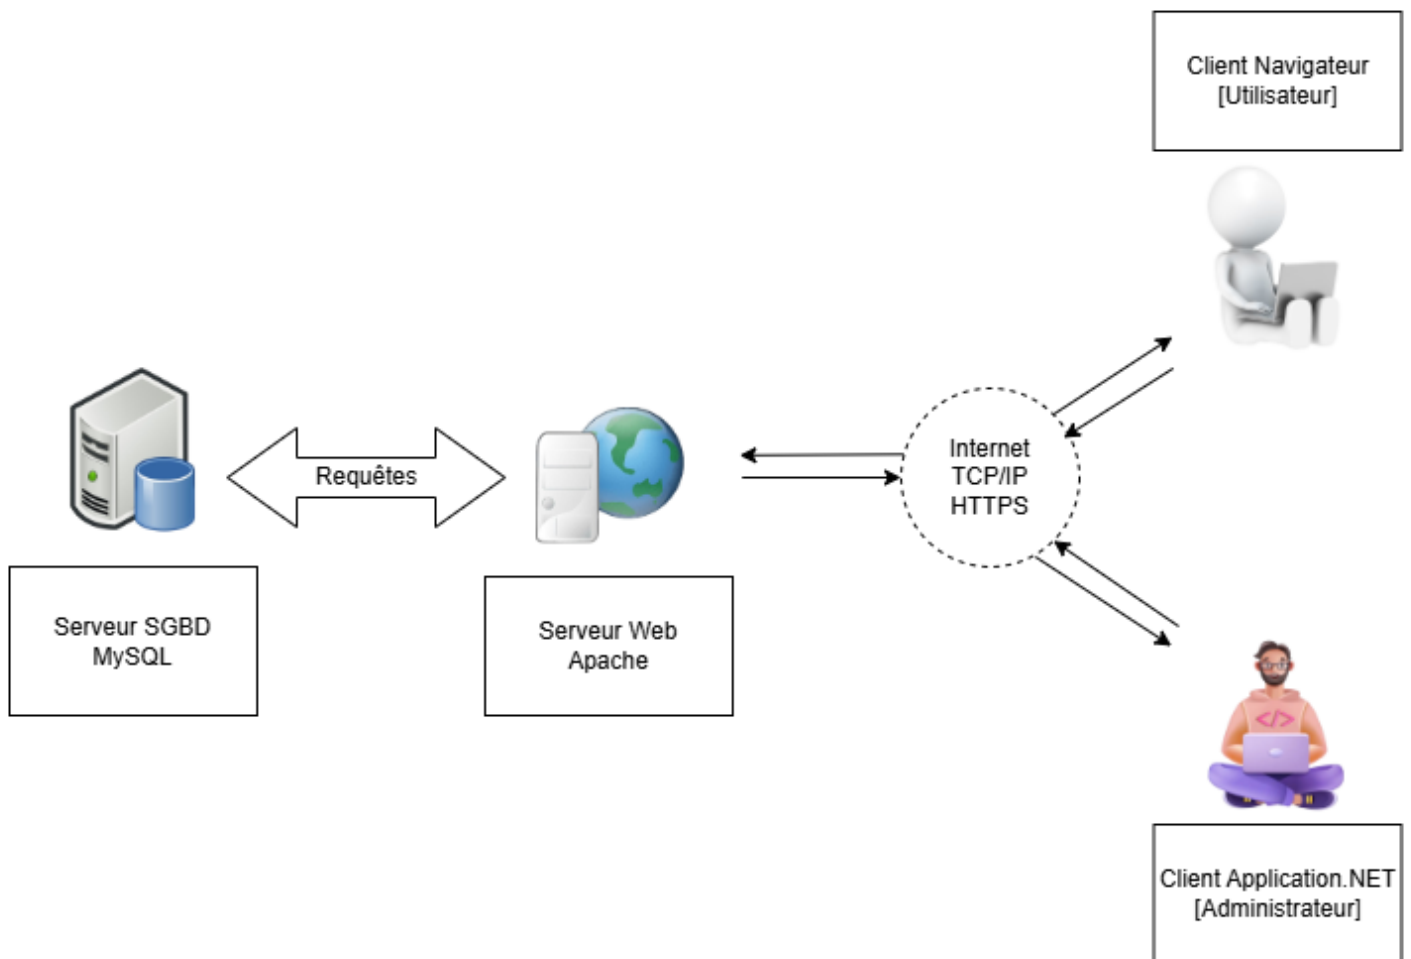 Client Navigateur
[Utilisateur]
Requêtes
Internet
TCP/IP
HTTPS
Serveur SGBD
MySQL
Serveur Web
Apache
</>
Client Application.NET
[Administrateur]